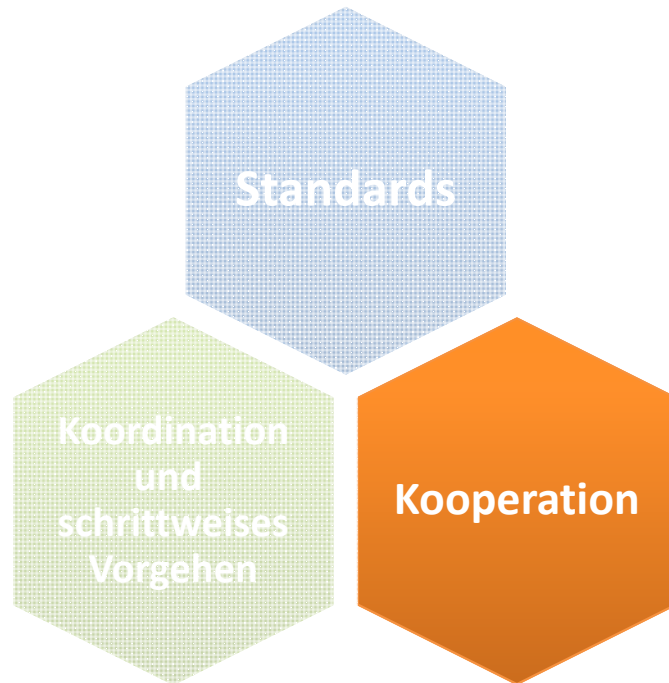 Standards
Koordination
und
schrittweises
Vorgehen
Kooperation